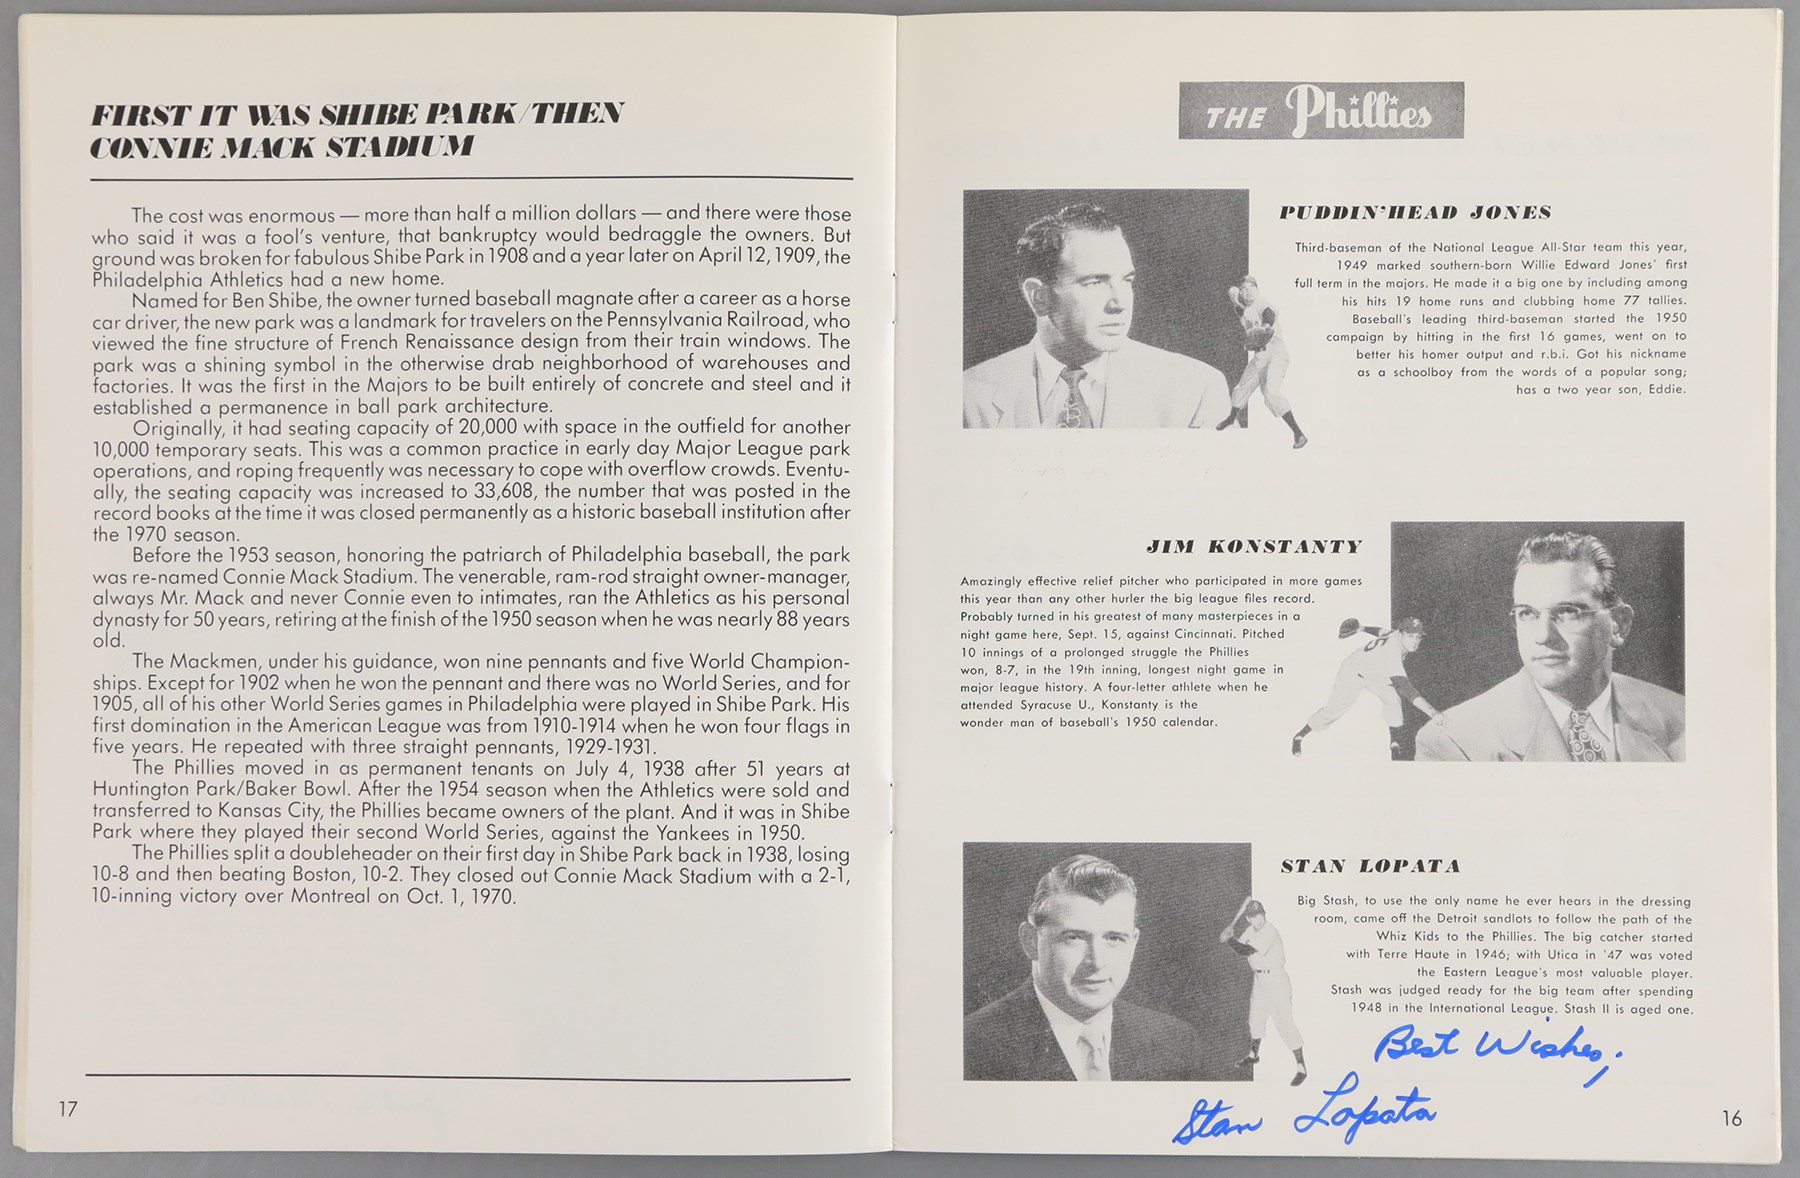 FIRST IT WAS SHIBE PARK/THEN
CONNIE MACK STADIUM
The cost was enormous — more than half a million dollars — and there were those
who said it was a fool's venture, that bankruptcy would bedraggle the owners. But
ground was broken for fabulous Shibe Park in 1908 and a year later on April 12, 1909, the
Philadelphia Athletics had a new home.
Named for Ben Shibe, the owner turned baseball magnate after a career as a horse
car driver, the new park was a landmark for travelers on the Pennsylvania Railroad, who
viewed the fine structure of French Renaissance design from their train windows. The
park was a shining symbol in the otherwise drab neighborhood of warehouses and
factories. It was the first in the Majors to be built entirely of concrete and steel and it
established a permanence in ball park architecture.
Originally, it had seating capacity of 20,000 with space in the outfield for another
10,000 temporary seats. This was a common practice in early day Major League park
operations, and roping frequently was necessary to cope with overflow crowds. Eventu-
ally, the seating capacity was increased to 33,608, the number that was posted in the
record books at the time it was closed permanently as a historic baseball institution after
the 1970 season.
Before the 1953 season, honoring the patriarch of Philadelphia baseball, the park
was re-named Connie Mack Stadium. The venerable, ram-rod straight owner-manager,
always Mr. Mack and never Connie even to intimates, ran the Athletics as his personal
dynasty for 50 years, retiring at the finish of the 1950 season when he was nearly 88 years
old.
The Mackmen, under his guidance, won nine pennants and five World Champion-
ships. Except for 1902 when he won the pennant and there was no World Series, and for
1905, all of his other World Series games in Philadelphia were played in Shibe Park. His
first domination in the American League was from 1910-1914 when he won four flags in
five years. He repeated with three straight pennants, 1929-1931.
The Phillies moved in as permanent tenants on July 4, 1938 after 51 years at
Huntington Park/Baker Bowl. After the 1954 season when the Athletics were sold and
transferred to Kansas City, the Phillies became owners of the plant. And it was in Shibe
Park where they played their second World Series, against the Yankees in 1950.
The Phillies split a doubleheader on their first day in Shibe Park back in 1938, losing
10-8 and then beating Boston, 10-2. They closed out Connie Mack Stadium with a 2-1,
10-inning victory over Montreal on Oct. 1, 1970.
17
THE Phillies
PUDDIN'HEAD JONES
Third-baseman of the National League All-Star team this year,
1949 marked southern-born Willie Edward Jones' first
full term in the majors. He made it a big one by including among
his hits 19 home runs and clubbing home 77 tallies.
Baseball's leading third-baseman started the 1950
campaign by hitting in the first 16 games, went on to
better his homer output and r.b.i. Got his nickname
as a schoolboy from the words of a popular song;
has a two year son, Eddie.
JIM KONSTANTY
Amazingly effective relief pitcher who participated in more games
this year than any other hurler the big league files record.
Probably turned in his greatest of many masterpieces in a
night game here, Sept. 15, against Cincinnati. Pitched
10 innings of a prolonged struggle the Phillies
won, 8-7, in the 19th inning, longest night game in
major league history. A four-letter athlete when he
attended Syracuse U., Konstanty is the
wonder man of baseball's 1950 calendar.
STAN LOPATA
Big Stash, to use the only name he ever hears in the dressing
room, came off the Detroit sandlots to follow the path of the
Whiz Kids to the Phillies. The big catcher started
with Terre Haute in 1946; with Utica in '47 was voted
the Eastern League's most valuable player.
Stash was judged ready for the big team after spending
1948 in the International League. Stash II is aged one.
Best Wishes,
Stan Lopata
16